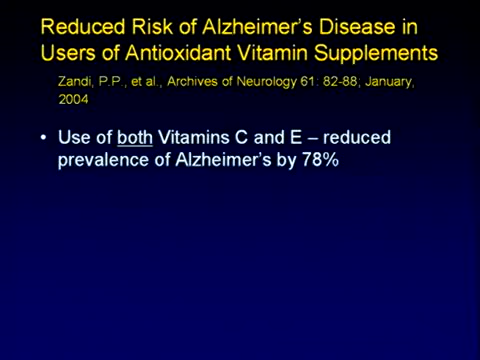 Reduced Risk of Alzheimer's Disease in
Users of Antioxidant Vitamin Supplements
Zandi, P.P., et al., Archives of Neurology 61: 82-88; January,
2004
• Use of both Vitamins C and E – reduced
prevalence of Alzheimer's by 78%